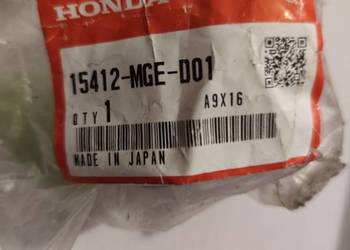 HONDA
15412-MGE-D01
QTY 1 A9X16
MADE IN JAPAN